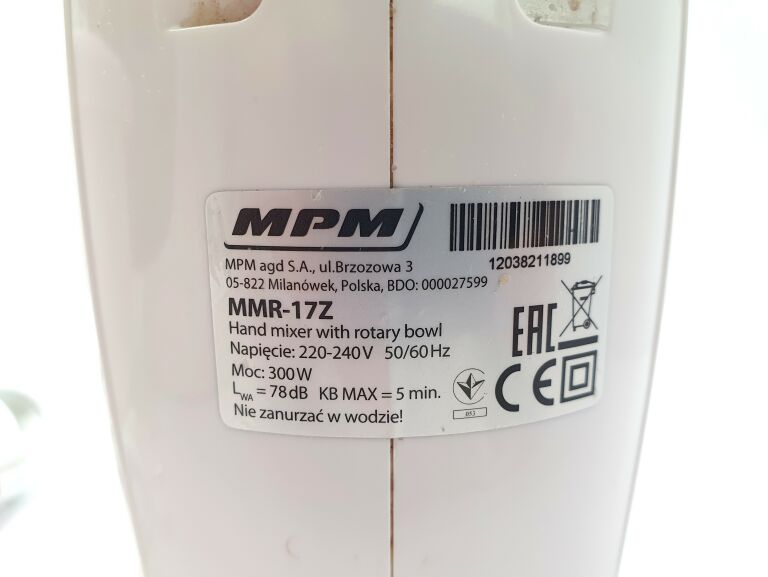 MPM
12038211899
MPM agd S.A., ul.Brzozowa 3
05-822 Milanówek, Polska, BDO: 000027599
MMR-17Z
Hand mixer with rotary bowl
Napięcie: 220-240V 50/60Hz
Moc: 300W
LWA = 78dB KB MAX = 5 min.
Nie zanurzać w wodzie!
EAC
CE
053